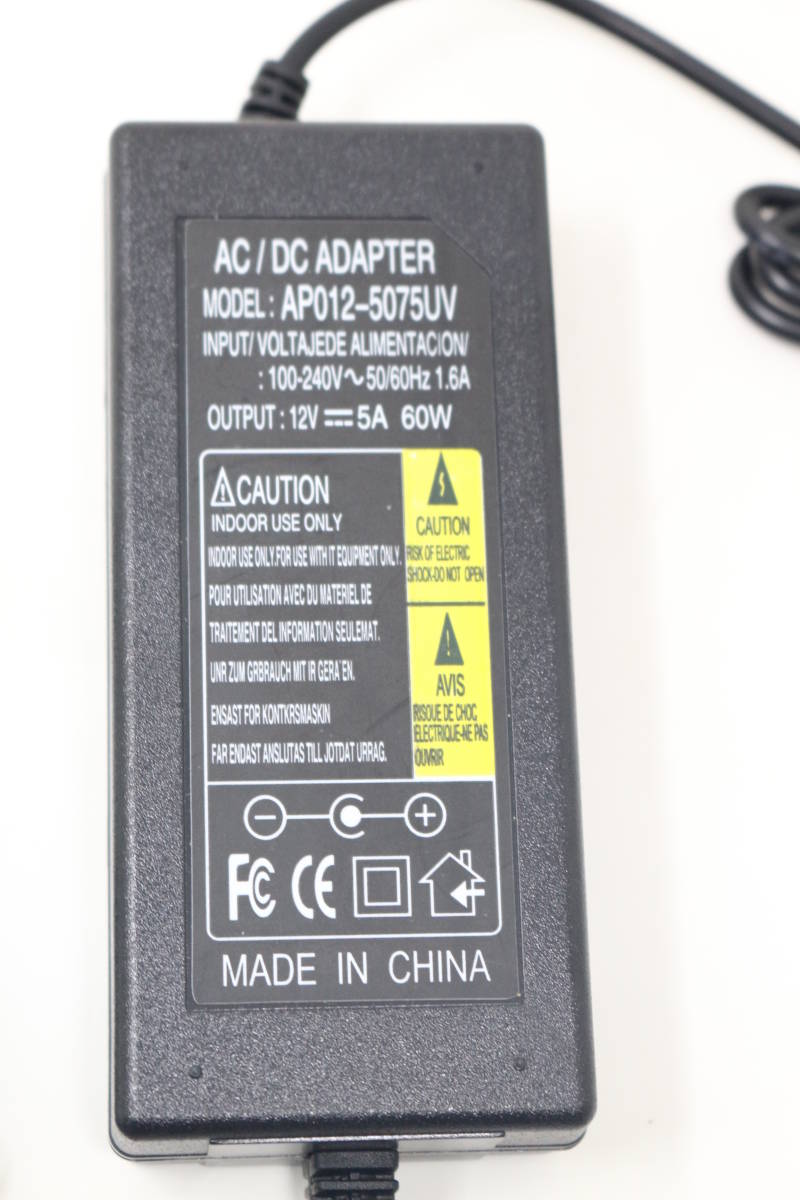 AC / DC ADAPTER
MODEL : AP012-5075UV
INPUT/ VOLTAJEDE ALIMENTACION/
: 100-240V~50/60Hz 1.6A
OUTPUT : 12V ⎓ 5A 60W
CAUTION
INDOOR USE ONLY
INDOOR USE ONLY.FOR USE WITH IT EQUIPMENT ONLY.
POUR UTILISATION AVEC DU MATERIEL DE
TRAITEMENT DEL INFORMATION SEULEMAT.
UNR ZUM GRBRAUCH MIT IR GERA¨EN.
ENSAST FOR KONTKRSMASKIN
FAR ENDAST ANSLUTAS TILL JOTDAT URRAG.
CAUTION
RISK OF ELECTRIC
SHOCK-DO NOT OPEN
AVIS
RISOUE DE CHOC
ELECTRIQUE-NE PAS
OUVRIR
FC CE
MADE IN CHINA